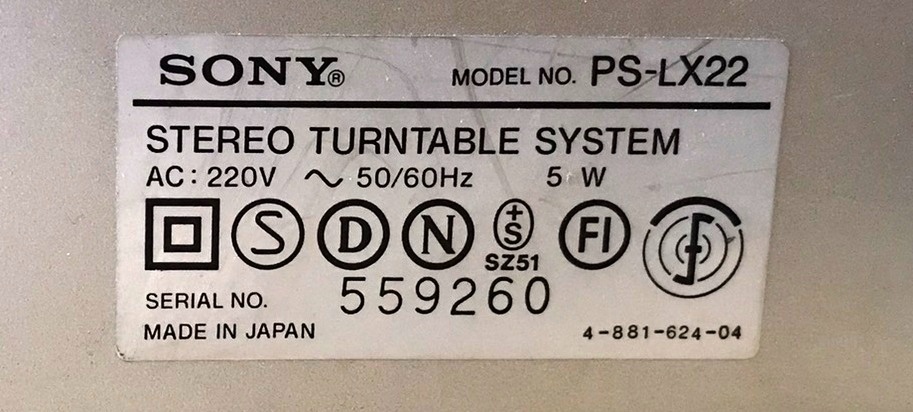 SONY® MODEL NO. PS-LX22
STEREO TURNTABLE SYSTEM
AC: 220V ~ 50/60Hz 5 W
S D N +S FI
SZ51
SERIAL NO. 559260
MADE IN JAPAN 4-881-624-04